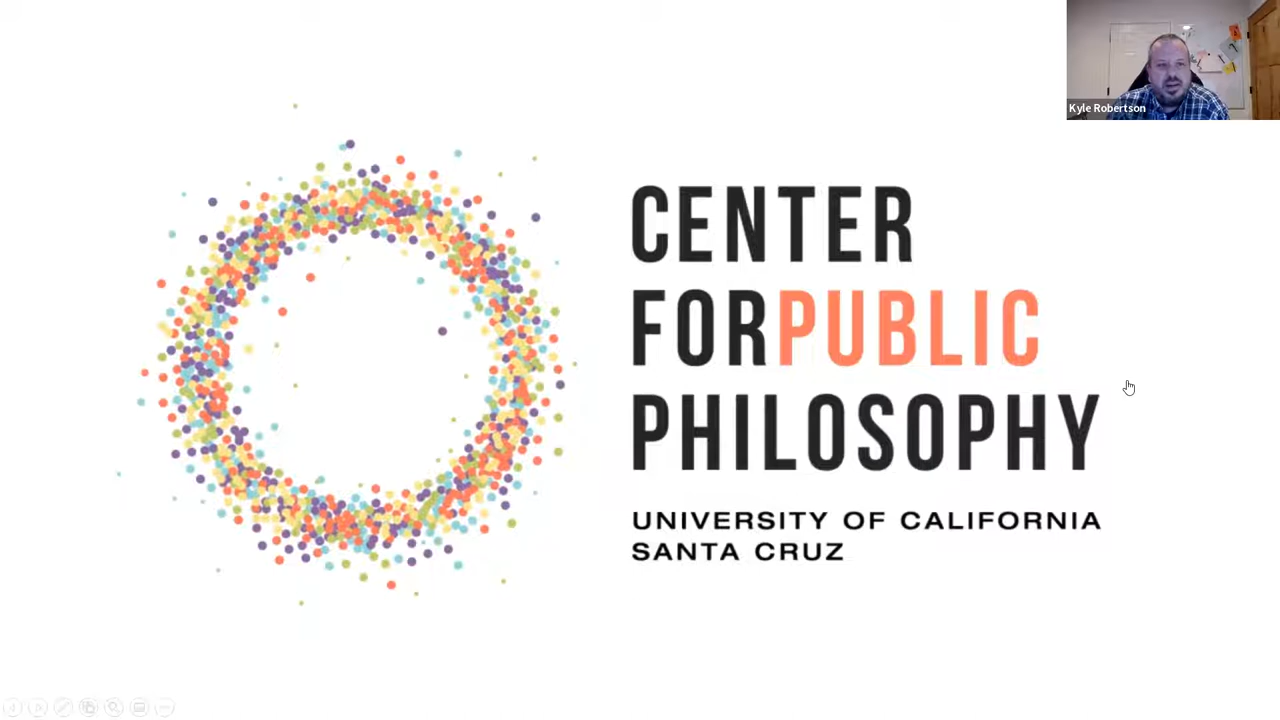 Kyle Robertson
CENTER
FORPUBLIC
PHILOSOPHY
UNIVERSITY OF CALIFORNIA
SANTA CRUZ